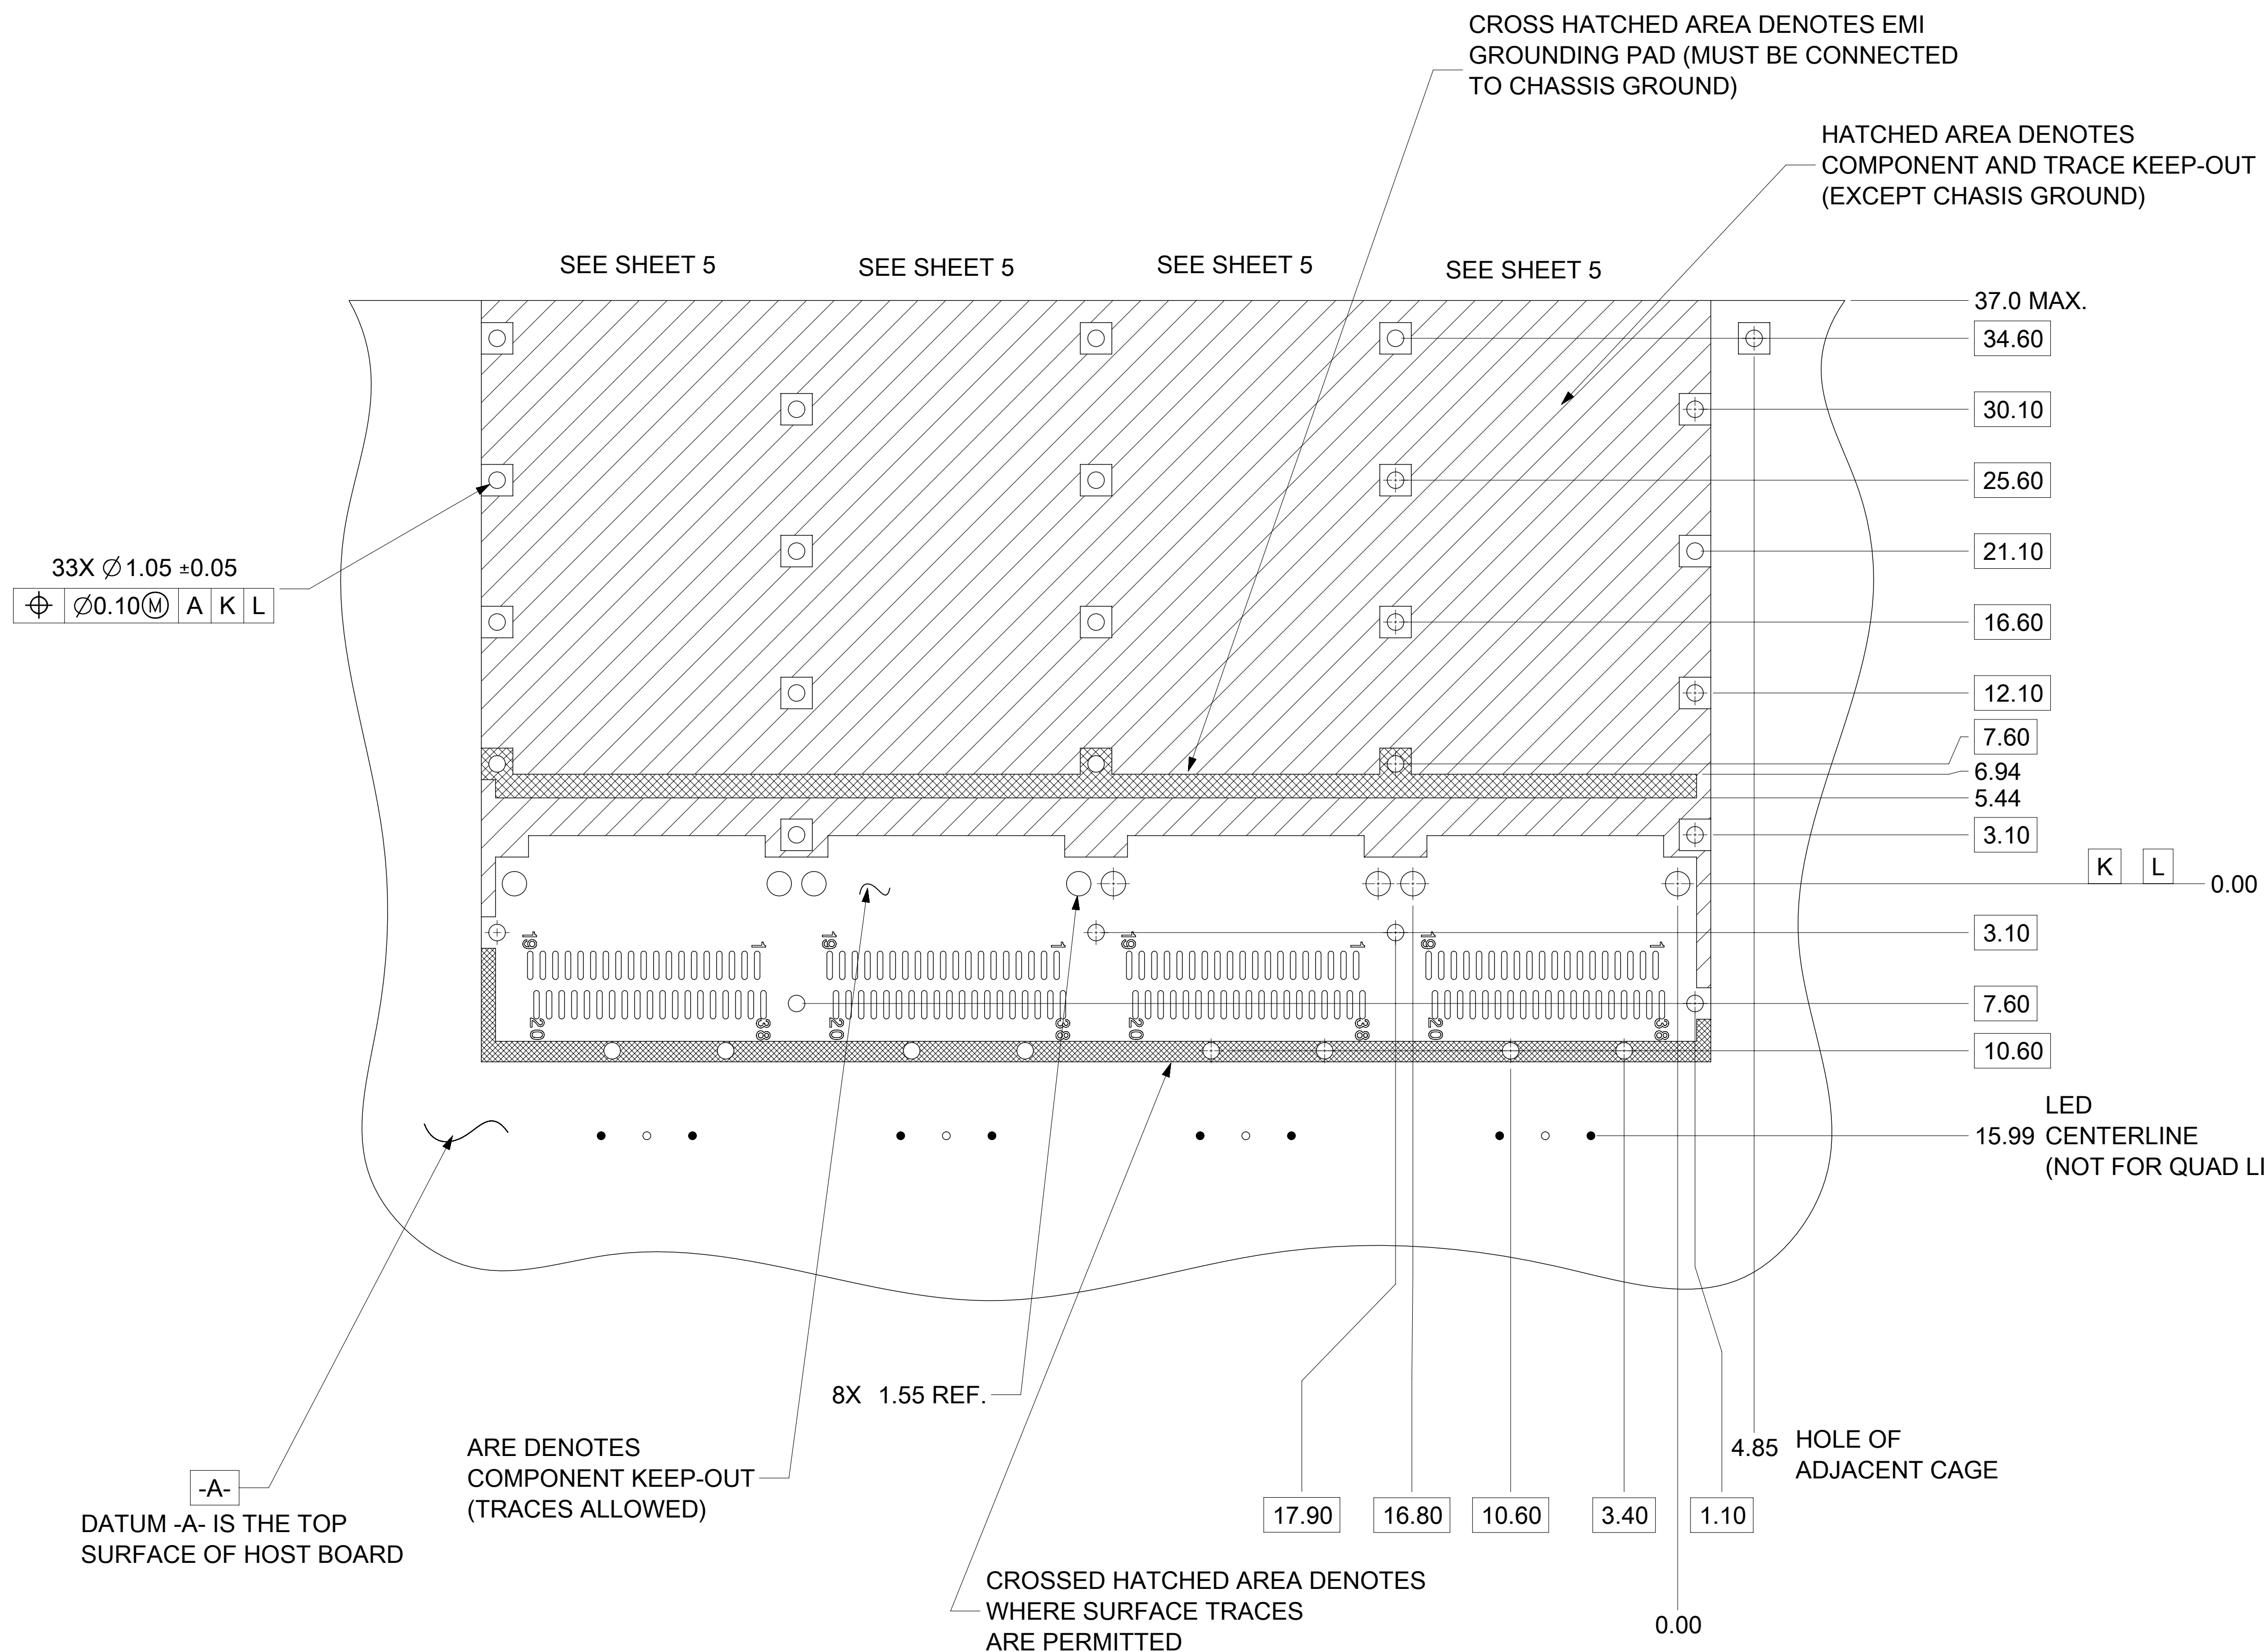 CROSS HATCHED AREA DENOTES EMI
GROUNDING PAD (MUST BE CONNECTED
TO CHASSIS GROUND)
HATCHED AREA DENOTES
COMPONENT AND TRACE KEEP-OUT
(EXCEPT CHASIS GROUND)
SEE SHEET 5
SEE SHEET 5
SEE SHEET 5
SEE SHEET 5
37.0 MAX.
34.60
30.10
25.60
21.10
16.60
12.10
7.60
6.94
5.44
3.10
K L
0.00
3.10
7.60
10.60
33X ∅1.05 ±0.05
⌖ ∅0.10Ⓜ A K L
19 1 19 1 19 1 19 1
20 38 20 38 20 38 20 38
LED
15.99 CENTERLINE
(NOT FOR QUAD LI
8X 1.55 REF.
ARE DENOTES
COMPONENT KEEP-OUT
(TRACES ALLOWED)
-A-
DATUM -A- IS THE TOP
SURFACE OF HOST BOARD
4.85 HOLE OF
ADJACENT CAGE
17.90 16.80 10.60 3.40 1.10
CROSSED HATCHED AREA DENOTES
WHERE SURFACE TRACES
ARE PERMITTED
0.00